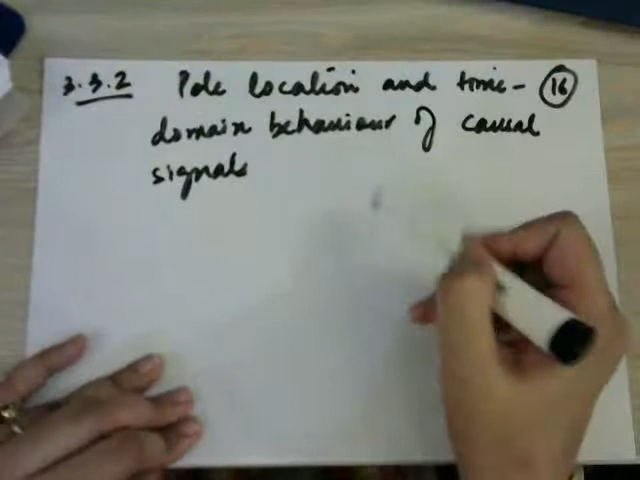 3.3.2 Pole location and time- 16
domain behaviour of causal
signals